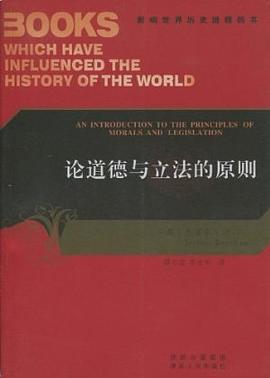 BOOKS
影响世界历史进程的书
WHICH HAVE
INFLUENCED THE
HISTORY OF THE WORLD
AN INTRODUCTION TO THE PRINCIPLES OF
MORALS AND LEGISLATION
论道德与立法的原则